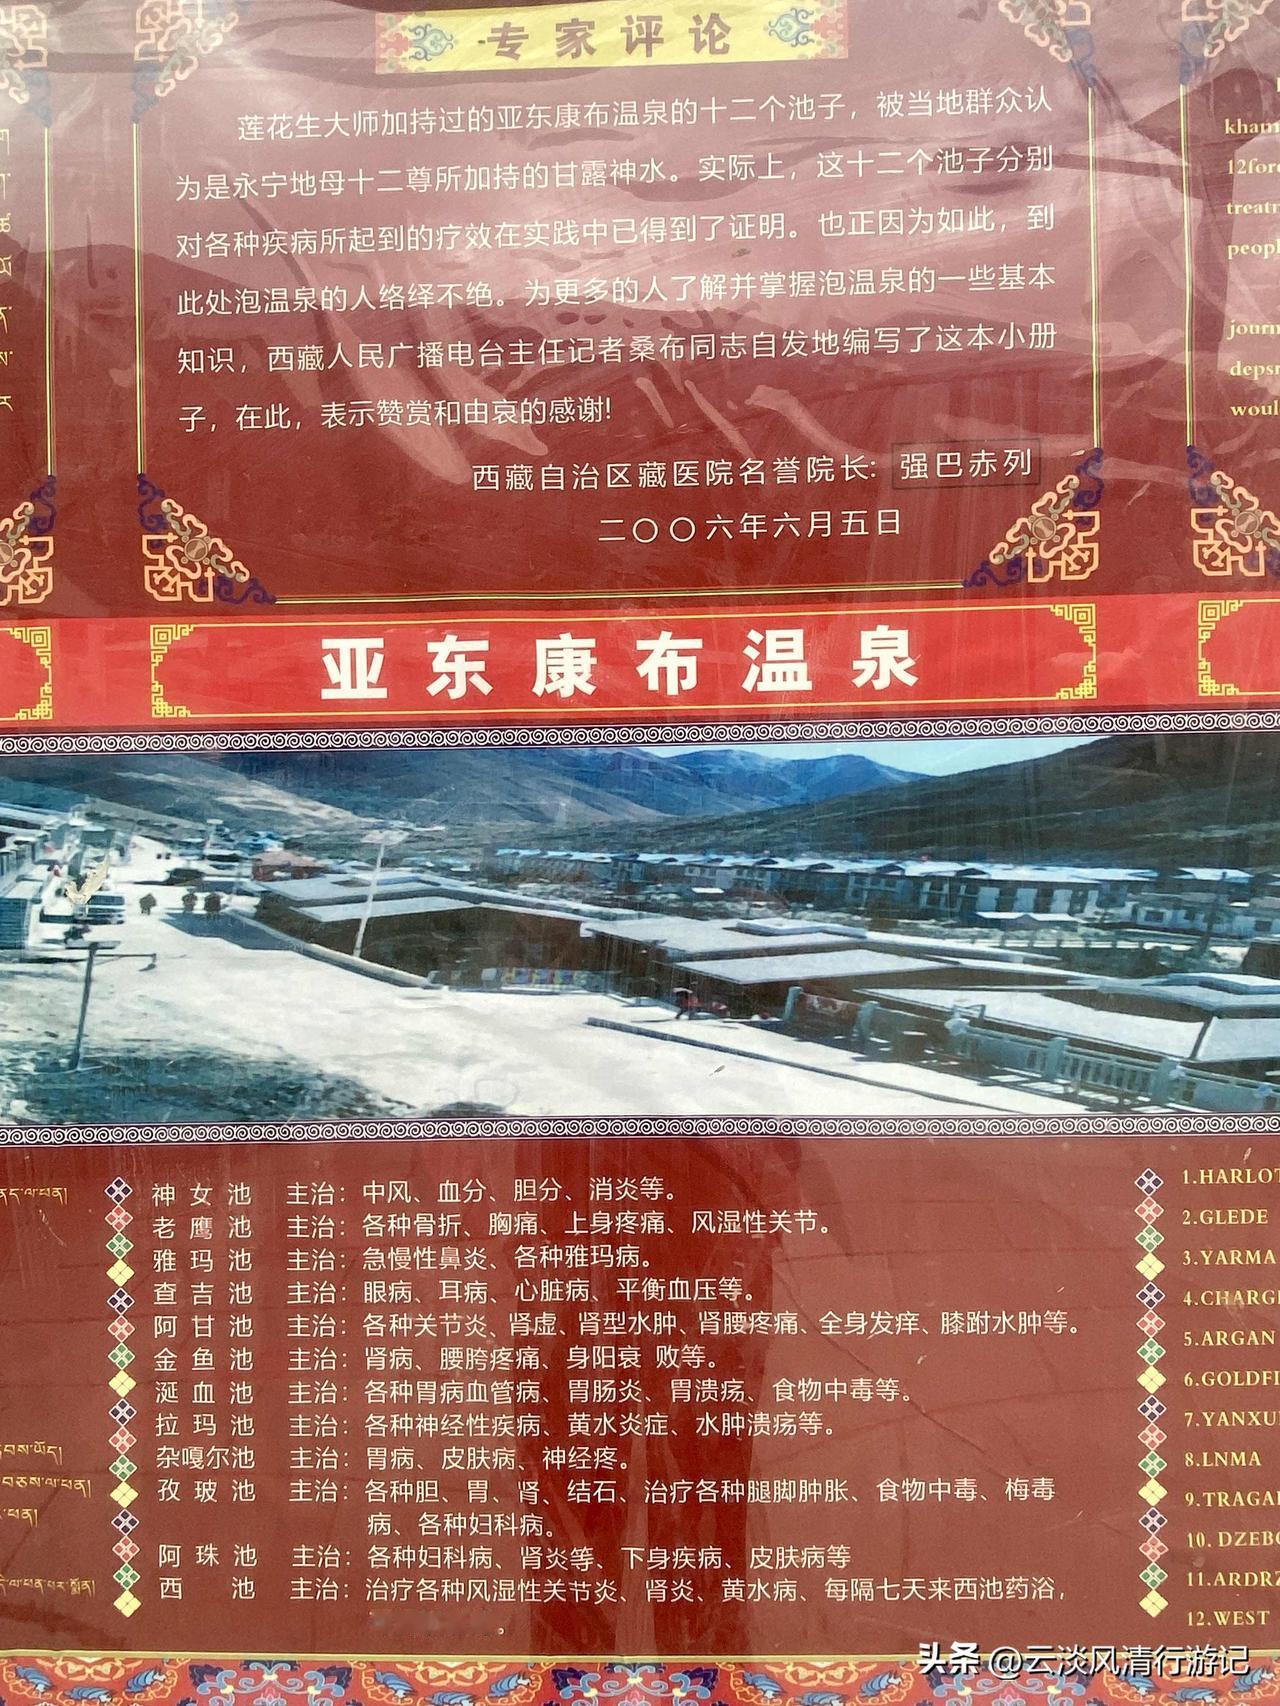 专家评论
莲花生大师加持过的亚东康布温泉的十二个池子，被当地群众认
为是永宁地母十二尊所加持的甘露神水。实际上，这十二个池子分别
对各种疾病所起到的疗效在实践中已得到了证明。也正因为如此，到
此处泡温泉的人络绎不绝。为更多的人了解并掌握泡温泉的一些基本
知识，西藏人民广播电台主任记者桑布同志自发地编写了这本小册
子，在此，表示赞赏和由哀的感谢!
西藏自治区藏医院名誉院长: 强巴赤列
二〇〇六年六月五日
kham
12for
treatr
peopl
journ
depsr
woul
亚东康布温泉
神女池 主治：中风、血分、胆分、消炎等。
老鹰池 主治：各种骨折、胸痛、上身疼痛、风湿性关节。
雅玛池 主治：急慢性鼻炎、各种雅玛病。
查吉池 主治：眼病、耳病、心脏病、平衡血压等。
阿甘池 主治：各种关节炎、肾虚、肾型水肿、肾腰疼痛、全身发痒、膝跗水肿等。
金鱼池 主治：肾病、腰胯疼痛、身阳衰 败等。
涎血池 主治：各种胃病血管病、胃肠炎、胃溃疡、食物中毒等。
拉玛池 主治：各种神经性疾病、黄水炎症、水肿溃疡等。
杂嘎尔池 主治：胃病、皮肤病、神经疼。
孜玻池 主治：各种胆、胃、肾、结石、治疗各种腿脚肿胀、食物中毒、梅毒
病、各种妇科病。
阿珠池 主治：各种妇科病、肾炎等、下身疾病、皮肤病等
西池 主治：治疗各种风湿性关节炎、肾炎、黄水病、每隔七天来西池药浴，
。
1.HARLOT
2.GLEDE
3.YARMA
4.CHARG
5.ARGAN
6.GOLDFI
7.YANXU
8.LNMA
9.TRAGA
10. DZEB
11.ARDRZ
12.WEST
头条 @云淡风清行游记